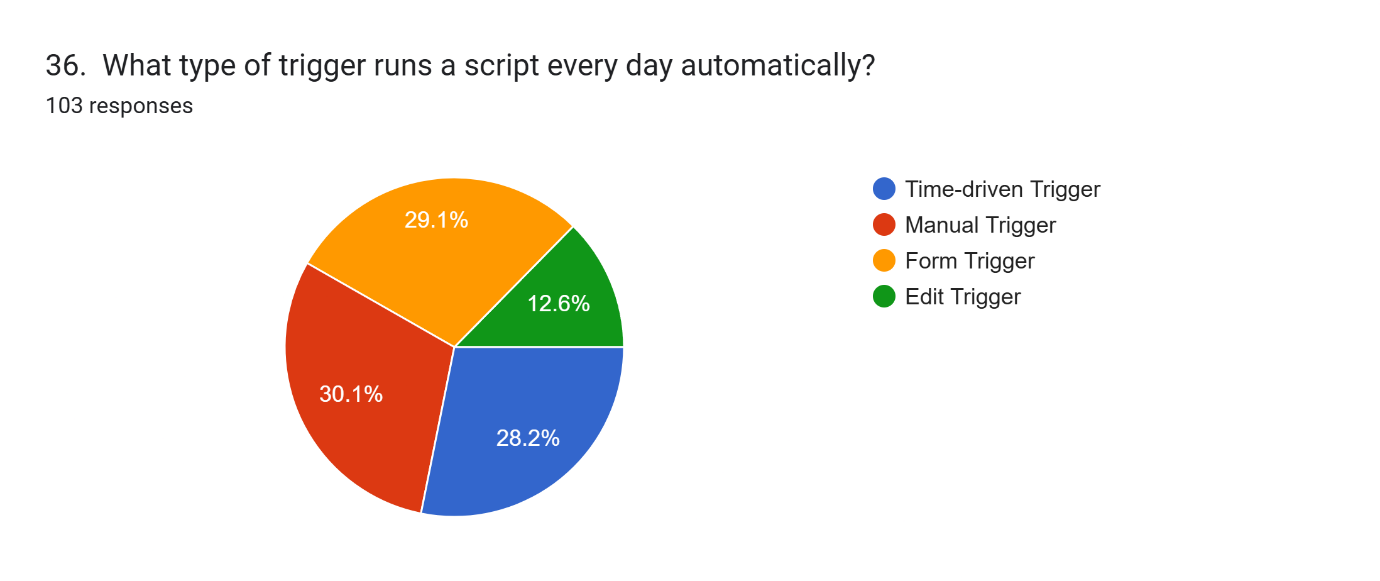 36.  What type of trigger runs a script every day automatically?
103 responses
Time-driven Trigger
Manual Trigger
Form Trigger
Edit Trigger
29.1%
12.6%
30.1%
28.2%